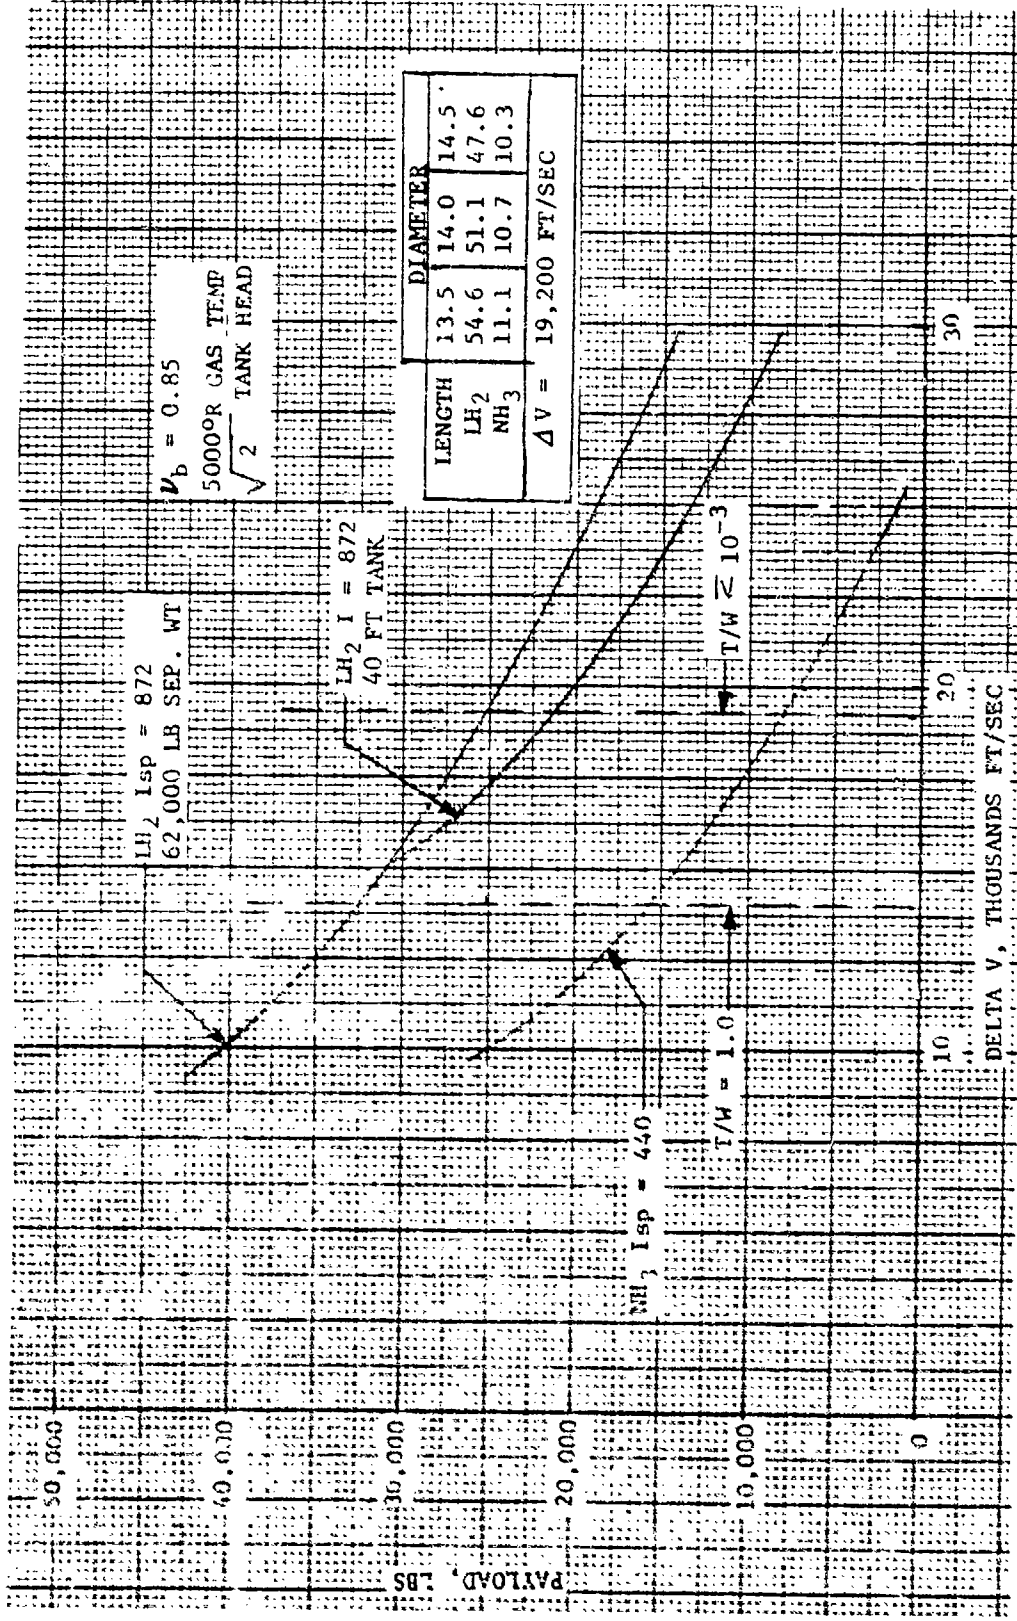 LH2 Isp = 872
62,000 LB SEP. WT
ν_b = 0.85
5000°R GAS TEMP
√2 TANK HEAD
LH2 I = 872
40 FT TANK
DIAMETER
LENGTH 13.5 14.0 14.5
LH2 54.6 51.1 47.6
NH3 11.1 10.7 10.3
ΔV = 19,200 FT/SEC
NH3 Isp = 440
T/W = 1.0
T/W ≳ 10⁻³
PAYLOAD, LBS
50,000
40,000
30,000
20,000
10,000
0
10 20 30
DELTA V, THOUSANDS FT/SEC